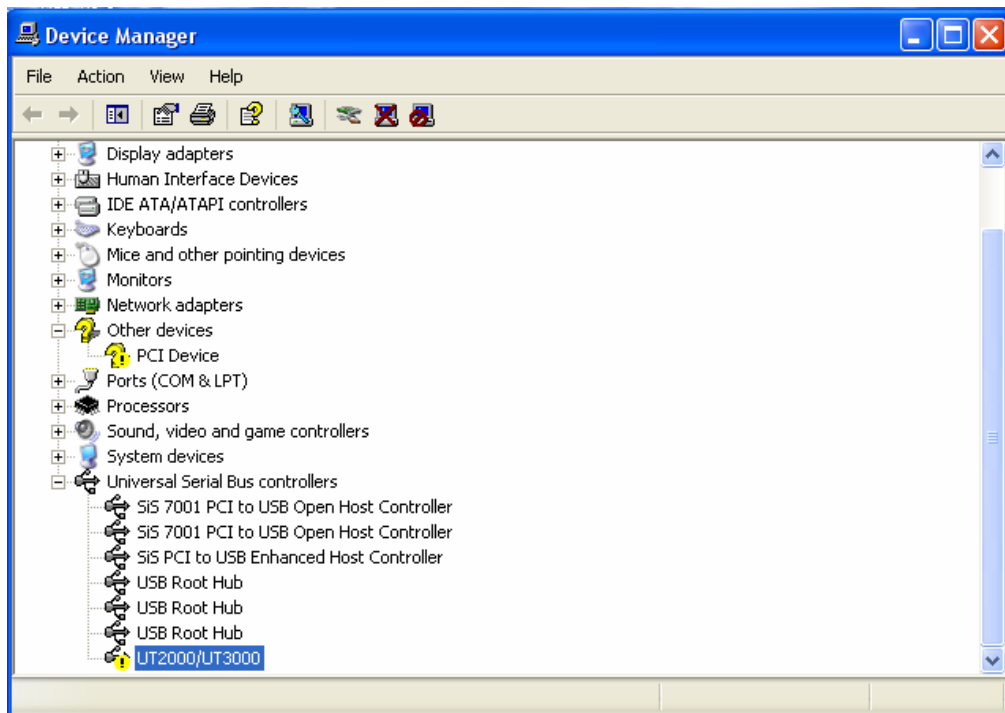 Device Manager
File Action View Help
Display adapters
Human Interface Devices
IDE ATA/ATAPI controllers
Keyboards
Mice and other pointing devices
Monitors
Network adapters
Other devices
PCI Device
Ports (COM & LPT)
Processors
Sound, video and game controllers
System devices
Universal Serial Bus controllers
SiS 7001 PCI to USB Open Host Controller
SiS 7001 PCI to USB Open Host Controller
SiS PCI to USB Enhanced Host Controller
USB Root Hub
USB Root Hub
USB Root Hub
UT2000/UT3000